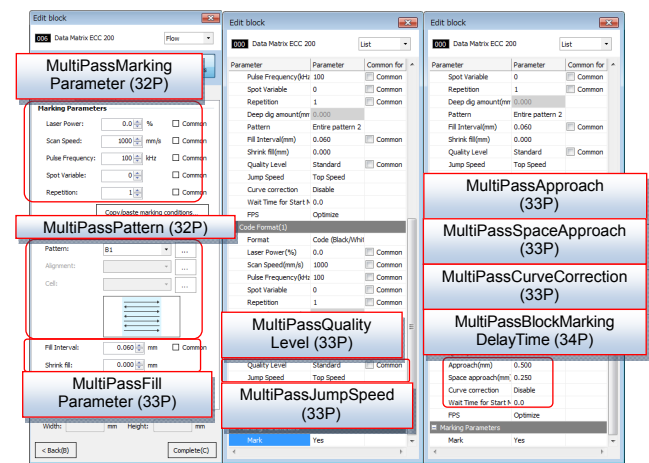 Edit block
006 Data Matrix ECC 200
Flow
MultiPassMarking
Parameter (32P)
Marking Parameters
Laser Power: 0.0 % Common
Scan Speed: 1000 mm/s Common
Pulse Frequency: 100 kHz Common
Spot Variable: 0 Common
Repetition: 1 Common
Copy/paste marking conditions...
MultiPassPattern (32P)
Pattern: B1 ...
Alignment: ...
Cell: ...
Fill Interval: 0.060 mm Common
Shrink fill: 0.000 mm
MultiPassFill
Parameter (33P)
Width: mm Height: mm
< Back(B) Complete(C)
Edit block
000 Data Matrix ECC 200
List
Parameter Parameter Common for
Pulse Frequency(kHz 100 Common
Spot Variable 0 Common
Repetition 1 Common
Deep dig amount(mm 0.000
Pattern Entire pattern 2
Fill Interval(mm) 0.060 Common
Shrink fill(mm) 0.000
Quality Level Standard Common
Jump Speed Top Speed
Curve correction Disable
Wait Time for Start M 0.0
FPS Optimize
Code Format(1)
Format Code (Black/Whit
Laser Power(%) 0.0 Common
Scan Speed(mm/s) 1000 Common
Pulse Frequency(kHz 100 Common
Spot Variable 0 Common
Repetition 1 Common
MultiPassQuality
Level (33P)
Quality Level Standard Common
Jump Speed Top Speed
MultiPassJumpSpeed
(33P)
Mark Yes
Edit block
000 Data Matrix ECC 200
List
Parameter Parameter Common for
Spot Variable 0 Common
Repetition 1 Common
Deep dig amount(mm 0.000
Pattern Entire pattern 2
Fill Interval(mm) 0.060 Common
Shrink fill(mm) 0.000
Quality Level Standard Common
Jump Speed Top Speed
MultiPassApproach
(33P)
MultiPassSpaceApproach
(33P)
MultiPassCurveCorrection
(33P)
MultiPassBlockMarking
DelayTime (34P)
Approach(mm) 0.500
Space approach(mm 0.250
Curve correction Disable
Wait Time for Start M 0.0
FPS Optimize
Marking Parameters
Mark Yes